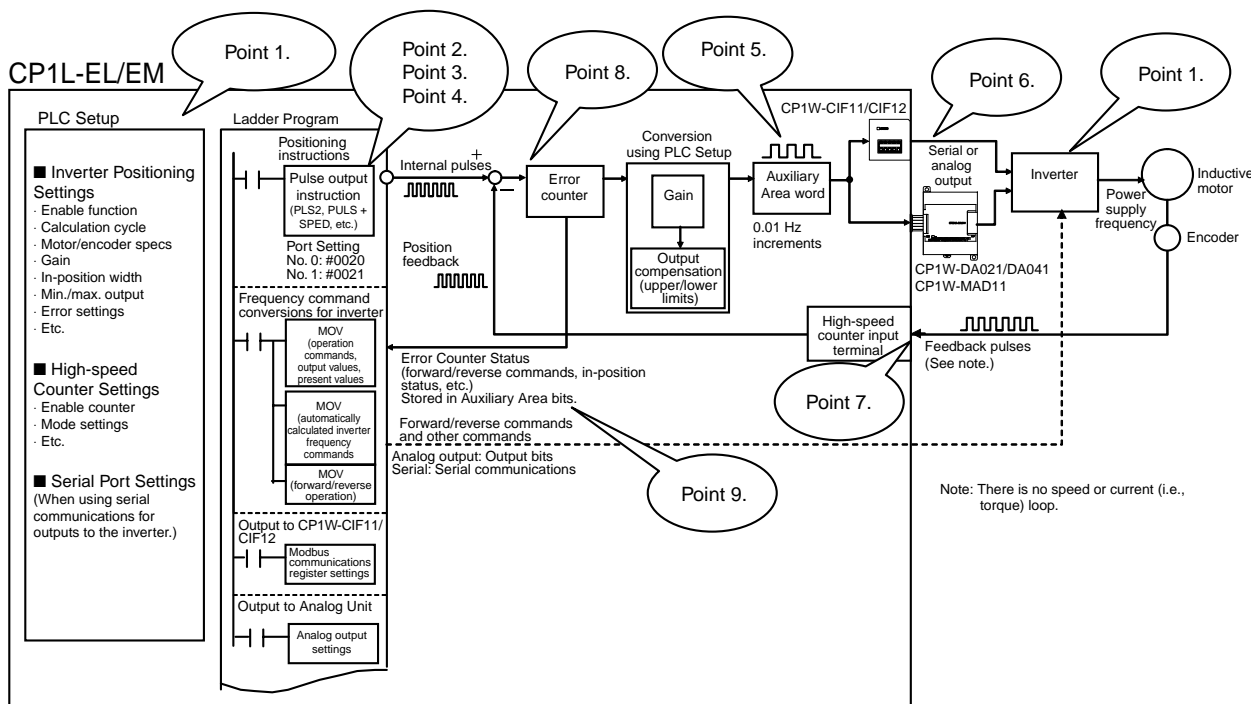 Point 1.
Point 2.
Point 3.
Point 4.
Point 8.
Point 5.
Point 6.
Point 1.
CP1L-EL/EM
PLC Setup
■ Inverter Positioning
Settings
· Enable function
· Calculation cycle
· Motor/encoder specs
· Gain
· In-position width
· Min./max. output
· Error settings
· Etc.
■ High-speed
Counter Settings
· Enable counter
· Mode settings
· Etc.
■ Serial Port Settings
(When using serial
communications for
outputs to the inverter.)
Ladder Program
Positioning
instructions
Pulse output
instruction
(PLS2, PULS +
SPED, etc.)
Port Setting
No. 0: #0020
No. 1: #0021
Frequency command
conversions for inverter
MOV
(operation
commands,
output values,
present values
MOV
(automatically
calculated inverter
frequency
commands
MOV
(forward/reverse
operation)
Output to CP1W-CIF11/
CIF12
Modbus
communications
register settings
Output to Analog Unit
Analog output
settings
Internal pulses
+
−
Position
feedback
Error
counter
Conversion
using PLC Setup
Gain
Output
compensation
(upper/lower
limits)
Auxiliary
Area word
0.01 Hz
increments
CP1W-CIF11/CIF12
Serial or
analog
output
CP1W-DA021/DA041
CP1W-MAD11
Inverter
Power
supply
frequency
Inductive
motor
Encoder
High-speed
counter input
terminal
Feedback pulses
(See note.)
Point 7.
Error Counter Status
(forward/reverse commands, in-position
status, etc.)
Stored in Auxiliary Area bits.
Forward/reverse commands
and other commands
Analog output: Output bits
Serial: Serial communications
Point 9.
Note: There is no speed or current (i.e.,
torque) loop.